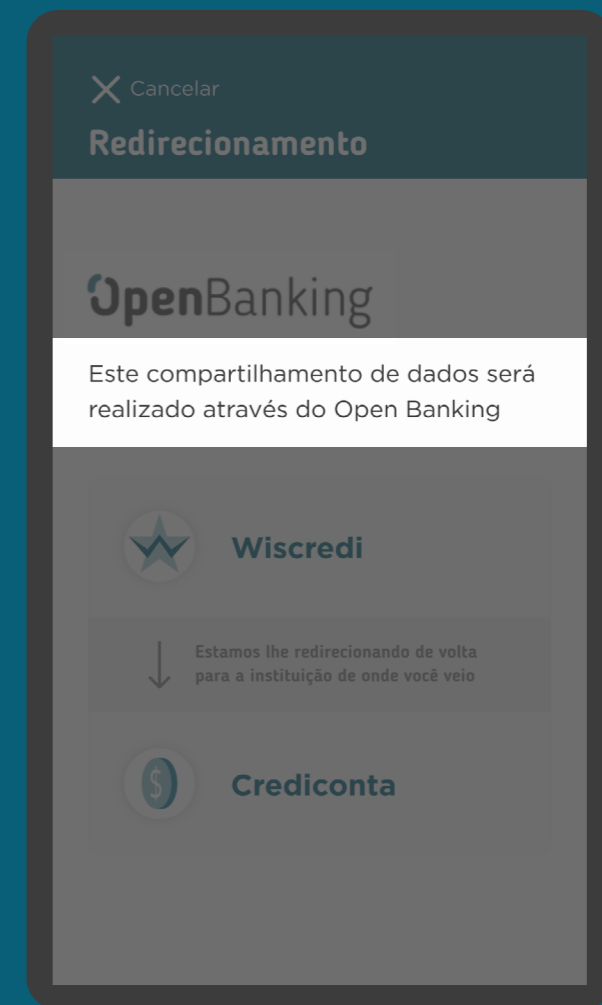 Cancelar
Redirecionamento
OpenBanking
Este compartilhamento de dados será
realizado através do Open Banking
Wiscredi
Estamos lhe redirecionando de volta
para a instituição de onde você veio
$
Crediconta